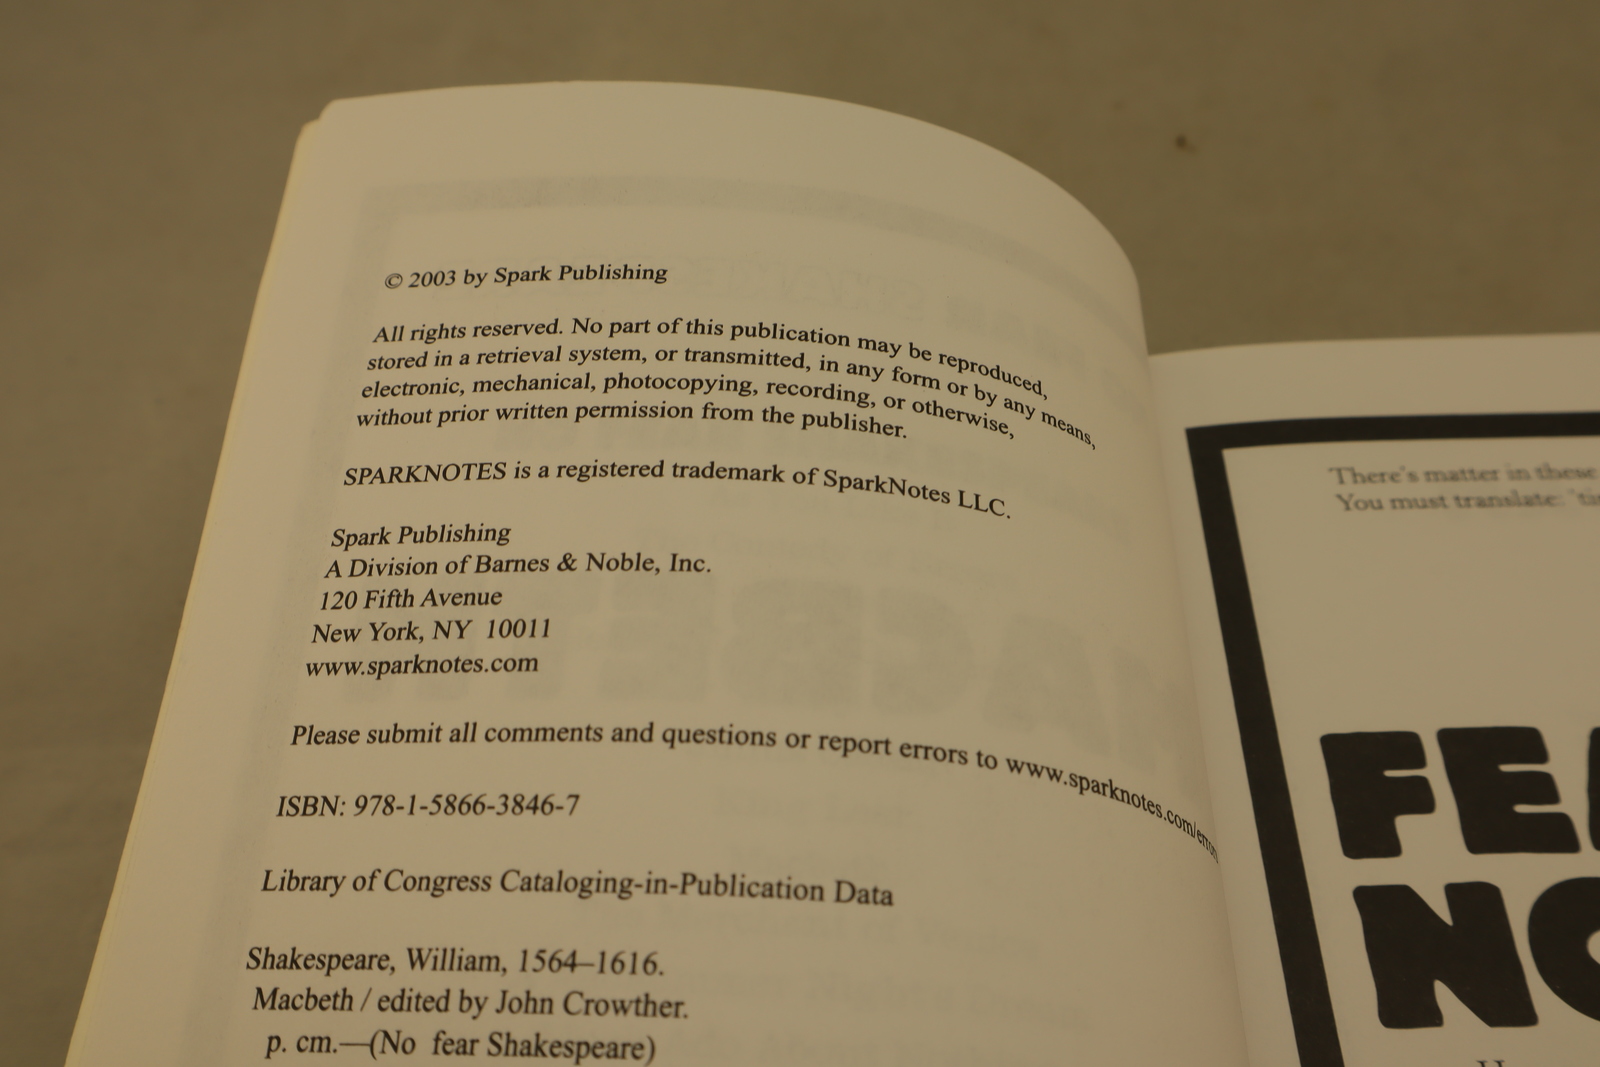 © 2003 by Spark Publishing
All rights reserved. No part of this publication may be reproduced,
stored in a retrieval system, or transmitted, in any form or by any means,
electronic, mechanical, photocopying, recording, or otherwise,
without prior written permission from the publisher.
SPARKNOTES is a registered trademark of SparkNotes LLC.
Spark Publishing
A Division of Barnes & Noble, Inc.
120 Fifth Avenue
New York, NY 10011
www.sparknotes.com
Please submit all comments and questions or report errors to www.sparknotes.com/errors
ISBN: 978-1-5866-3846-7
Library of Congress Cataloging-in-Publication Data
Shakespeare, William, 1564–1616.
Macbeth / edited by John Crowther.
p. cm.—(No fear Shakespeare)
There's matter in these
You must translate: 'tis
FEA
NO